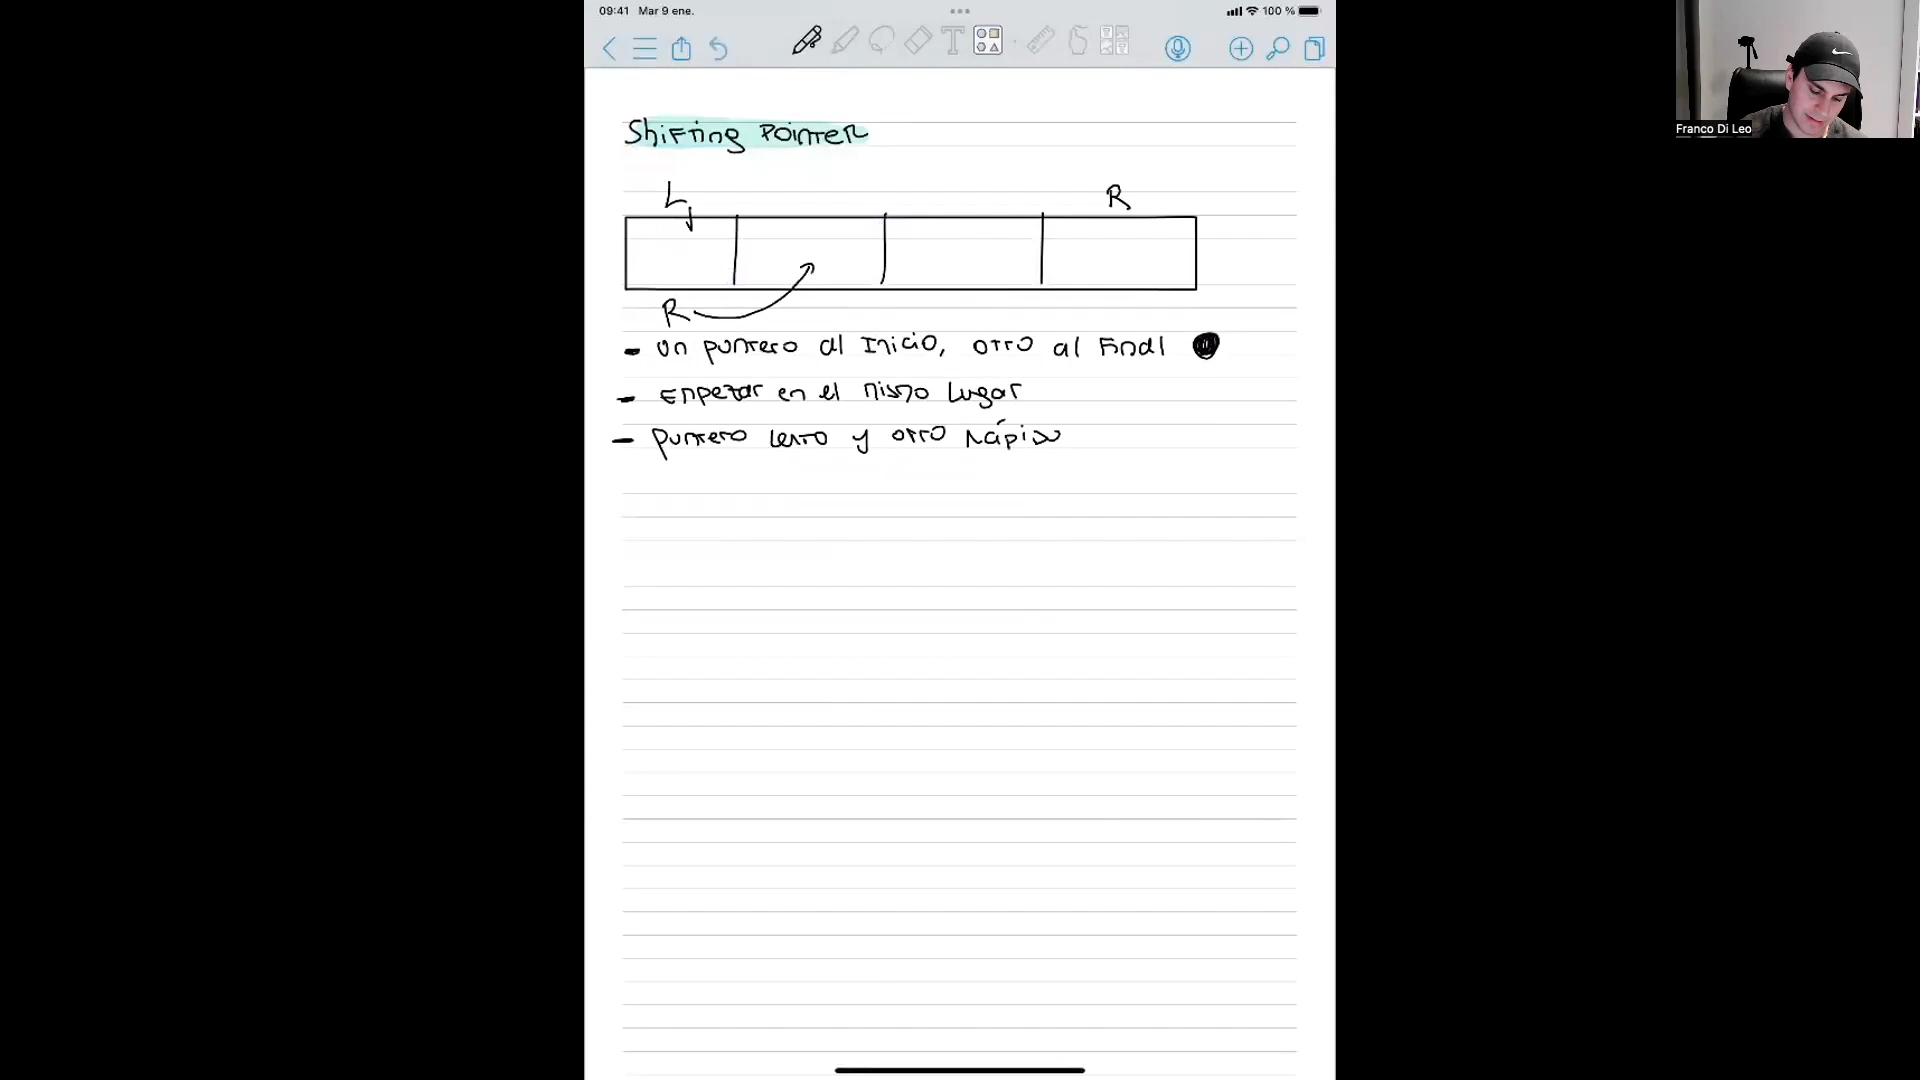 09:41 Mar 9 ene.
100 %
T
Franco Di Leo
Shifting Pointer
L
R
R
- Un puntero al Inicio, otro al Final
- Empezar en el mismo Lugar
- puntero lento y otro rápido